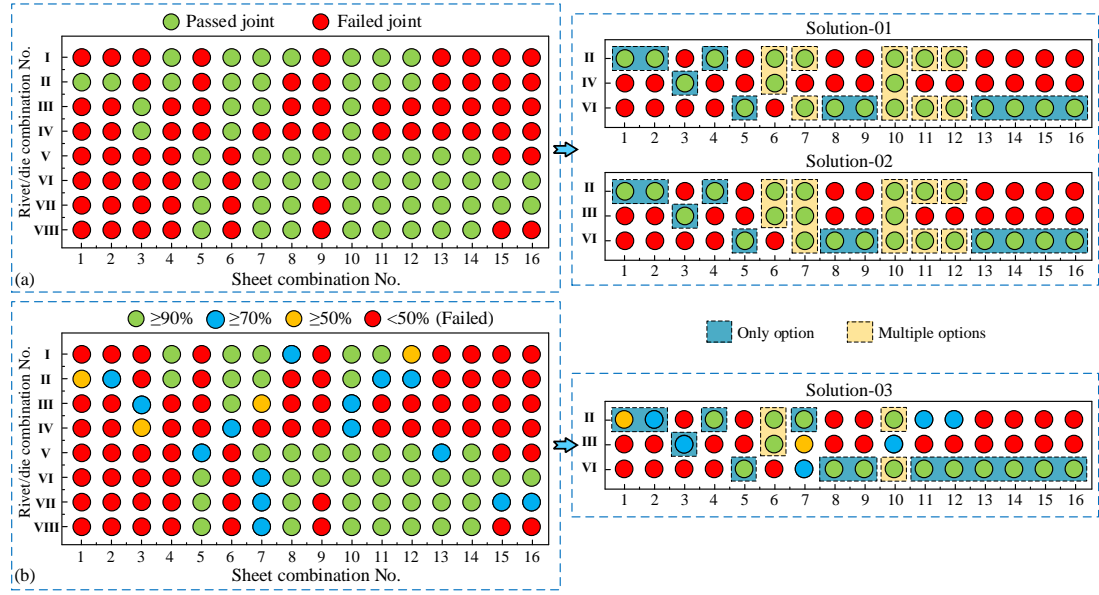 Passed joint Failed joint
Rivet/die combination No.
I
II
III
IV
V
VI
VII
VIII
1 2 3 4 5 6 7 8 9 10 11 12 13 14 15 16
Sheet combination No.
(a)
Solution-01
II
IV
VI
1 2 3 4 5 6 7 8 9 10 11 12 13 14 15 16
Solution-02
II
III
VI
1 2 3 4 5 6 7 8 9 10 11 12 13 14 15 16
≥90% ≥70% ≥50% <50% (Failed)
Rivet/die combination No.
I
II
III
IV
V
VI
VII
VIII
1 2 3 4 5 6 7 8 9 10 11 12 13 14 15 16
Sheet combination No.
(b)
Only option Multiple options
Solution-03
II
III
VI
1 2 3 4 5 6 7 8 9 10 11 12 13 14 15 16